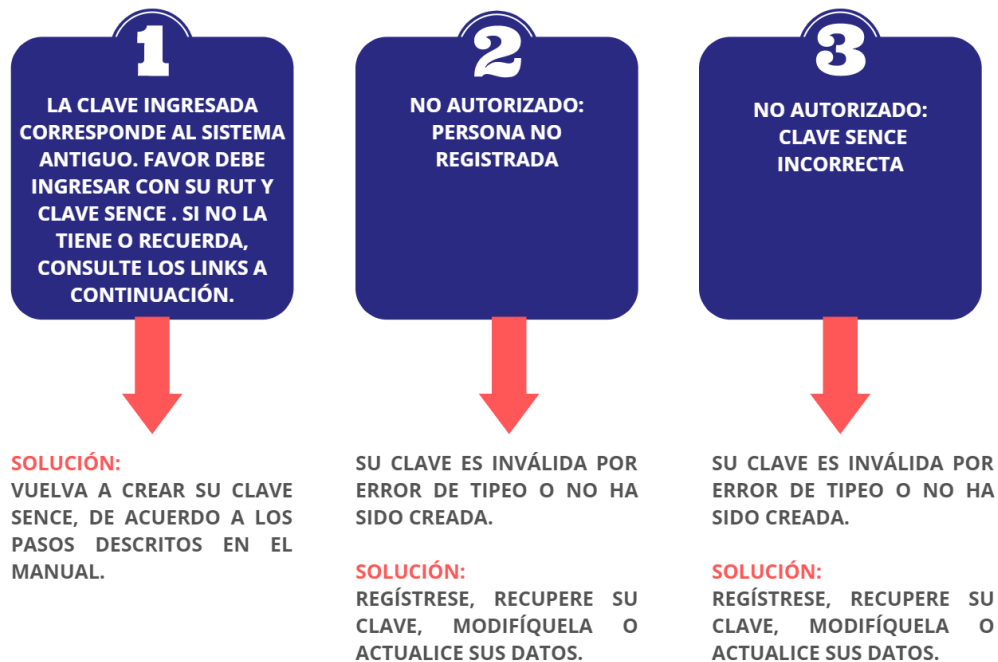 1
LA CLAVE INGRESADA
CORRESPONDE AL SISTEMA
ANTIGUO. FAVOR DEBE
INGRESAR CON SU RUT Y
CLAVE SENCE . SI NO LA
TIENE O RECUERDA,
CONSULTE LOS LINKS A
CONTINUACIÓN.
SOLUCIÓN:
VUELVA A CREAR SU CLAVE
SENCE, DE ACUERDO A LOS
PASOS DESCRITOS EN EL
MANUAL.
2
NO AUTORIZADO:
PERSONA NO
REGISTRADA
SU CLAVE ES INVÁLIDA POR
ERROR DE TIPEO O NO HA
SIDO CREADA.
SOLUCIÓN:
REGÍSTRESE, RECUPERE SU
CLAVE, MODIFÍQUELA O
ACTUALICE SUS DATOS.
3
NO AUTORIZADO:
CLAVE SENCE
INCORRECTA
SU CLAVE ES INVÁLIDA POR
ERROR DE TIPEO O NO HA
SIDO CREADA.
SOLUCIÓN:
REGÍSTRESE, RECUPERE SU
CLAVE, MODIFÍQUELA O
ACTUALICE SUS DATOS.